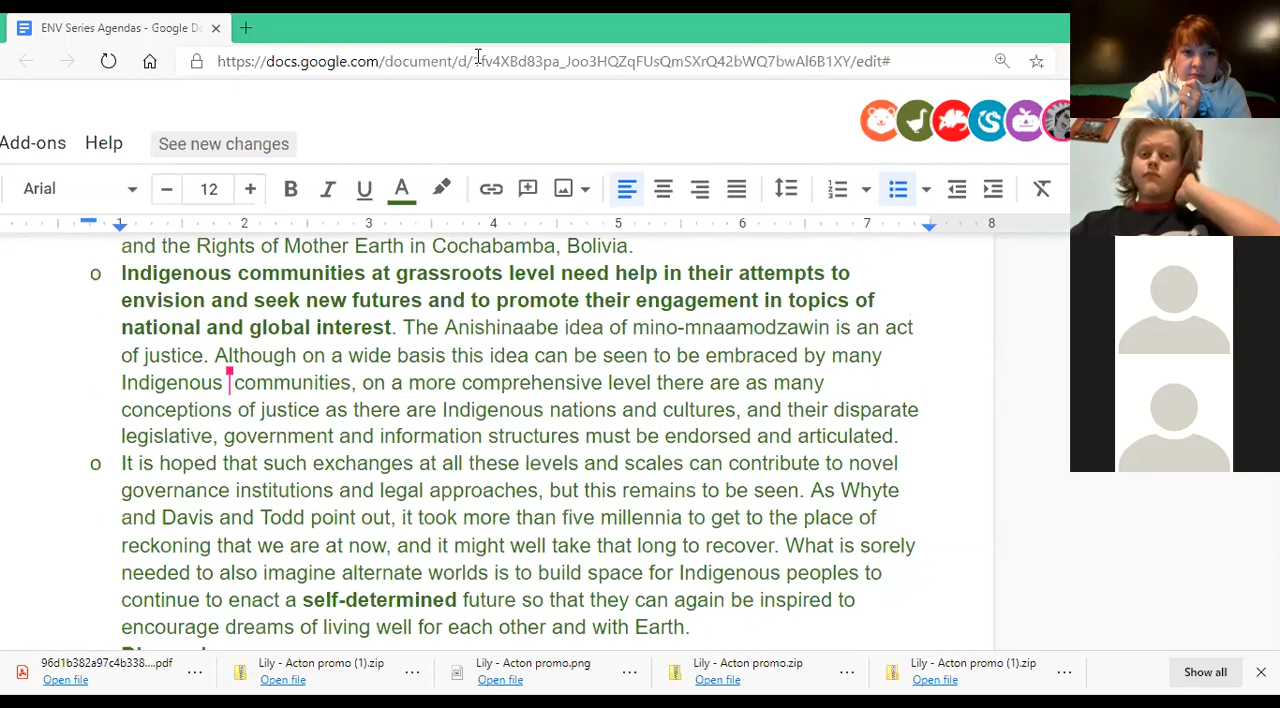 ENV Series Agendas - Google Do
https://docs.google.com/document/d/1fv4XBd83pa_Joo3HQZqFUsQmSXrQ42bWQ7bwAl6B1XY/edit#
Add-ons Help See new changes
Arial 12
1 2 3 4 5 6 7 8
and the Rights of Mother Earth in Cochabamba, Bolivia.
o Indigenous communities at grassroots level need help in their attempts to
envision and seek new futures and to promote their engagement in topics of
national and global interest. The Anishinaabe idea of mino-mnaamodzawin is an act
of justice. Although on a wide basis this idea can be seen to be embraced by many
Indigenous communities, on a more comprehensive level there are as many
conceptions of justice as there are Indigenous nations and cultures, and their disparate
legislative, government and information structures must be endorsed and articulated.
o It is hoped that such exchanges at all these levels and scales can contribute to novel
governance institutions and legal approaches, but this remains to be seen. As Whyte
and Davis and Todd point out, it took more than five millennia to get to the place of
reckoning that we are at now, and it might well take that long to recover. What is sorely
needed to also imagine alternate worlds is to build space for Indigenous peoples to
continue to enact a self-determined future so that they can again be inspired to
encourage dreams of living well for each other and with Earth.
96d1b382a97c4b338....pdf Lily - Acton promo (1).zip Lily - Acton promo.png Lily - Acton promo.zip Lily - Acton promo (1).zip Show all
Open file Open file Open file Open file Open file